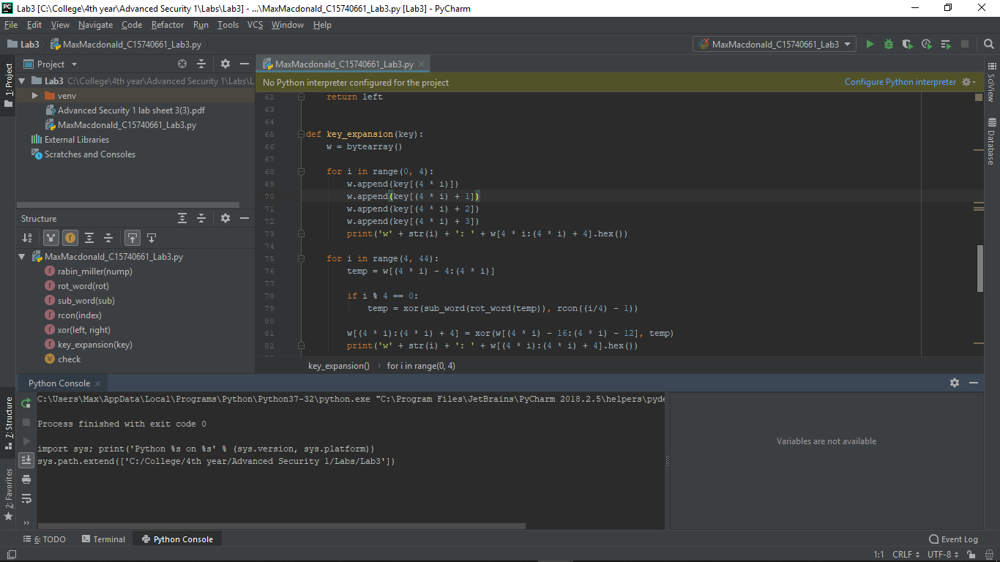 Lab3 [C:\College\4th year\Advanced Security 1\Labs\Lab3] - ...\MaxMacdonald_C15740661_Lab3.py [Lab3] - PyCharm
File Edit View Navigate Code Refactor Run Tools VCS Window Help
Lab3 MaxMacdonald_C15740661_Lab3.py
MaxMacdonald_C15740661_Lab3
1: Project
Project
Lab3 C:\College\4th year\Advanced Security 1\Labs\L
venv
Advanced Security 1 lab sheet 3(3).pdf
MaxMacdonald_C15740661_Lab3.py
External Libraries
Scratches and Consoles
Structure
MaxMacdonald_C15740661_Lab3.py
rabin_miller(nump)
rot_word(rot)
sub_word(sub)
rcon(index)
xor(left, right)
key_expansion(key)
check
MaxMacdonald_C15740661_Lab3.py
No Python interpreter configured for the project Configure Python interpreter
62 return left
63
64
65 def key_expansion(key):
66 w = bytearray()
67
68 for i in range(0, 4):
69 w.append(key[(4 * i)])
70 w.append(key[(4 * i) + 1])
71 w.append(key[(4 * i) + 2])
72 w.append(key[(4 * i) + 3])
73 print('w' + str(i) + ': ' + w[4 * i:(4 * i) + 4].hex())
74
75 for i in range(4, 44):
76 temp = w[(4 * i) - 4:(4 * i)]
77
78 if i % 4 == 0:
79 temp = xor(sub_word(rot_word(temp)), rcon((i/4) - 1))
80
81 w[(4 * i):(4 * i) + 4] = xor(w[(4 * i) - 16:(4 * i) - 12], temp)
82 print('w' + str(i) + ': ' + w[(4 * i):(4 * i) + 4].hex())
key_expansion() for i in range(0, 4)
SciView
Database
Python Console
C:\Users\Max\AppData\Local\Programs\Python\Python37-32\python.exe "C:\Program Files\JetBrains\PyCharm 2018.2.5\helpers\pyde
Process finished with exit code 0
import sys; print('Python %s on %s' % (sys.version, sys.platform))
sys.path.extend(['C:/College/4th year/Advanced Security 1/Labs/Lab3'])
Variables are not available
7: Structure
2: Favorites
6: TODO Terminal Python Console Event Log
1:1 CRLF UTF-8